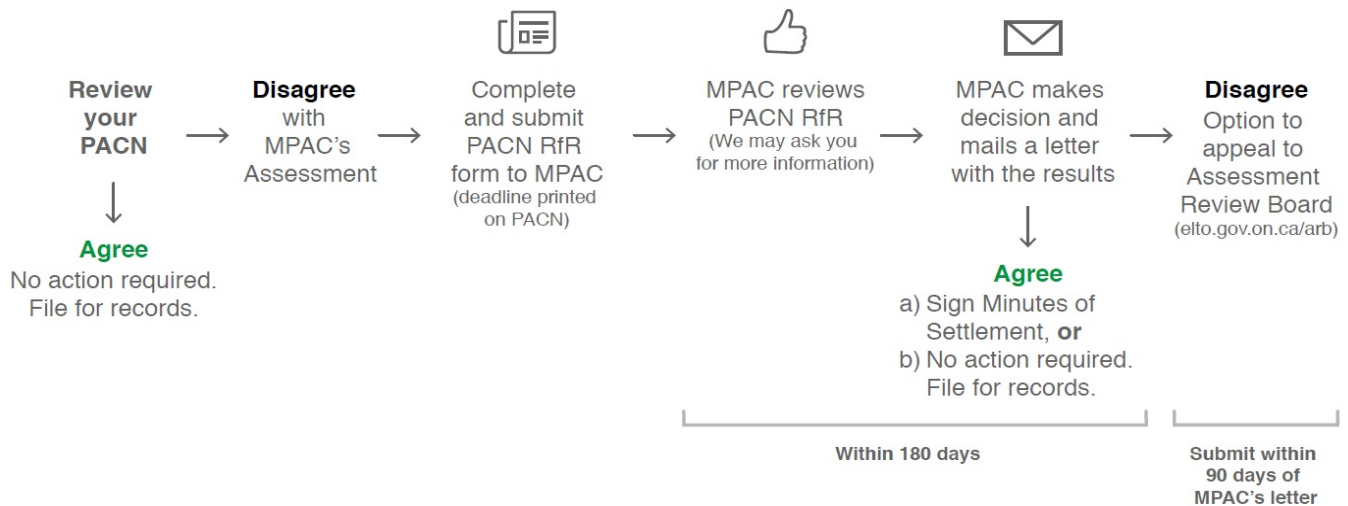 Review
your
PACN
Agree
No action required.
File for records.
Disagree
with
MPAC's
Assessment
Complete
and submit
PACN RfR
form to MPAC
(deadline printed
on PACN)
MPAC reviews
PACN RfR
(We may ask you
for more information)
MPAC makes
decision and
mails a letter
with the results
Agree
a) Sign Minutes of
Settlement, or
b) No action required.
File for records.
Within 180 days
Disagree
Option to
appeal to
Assessment
Review Board
(elto.gov.on.ca/arb)
Submit within
90 days of
MPAC's letter